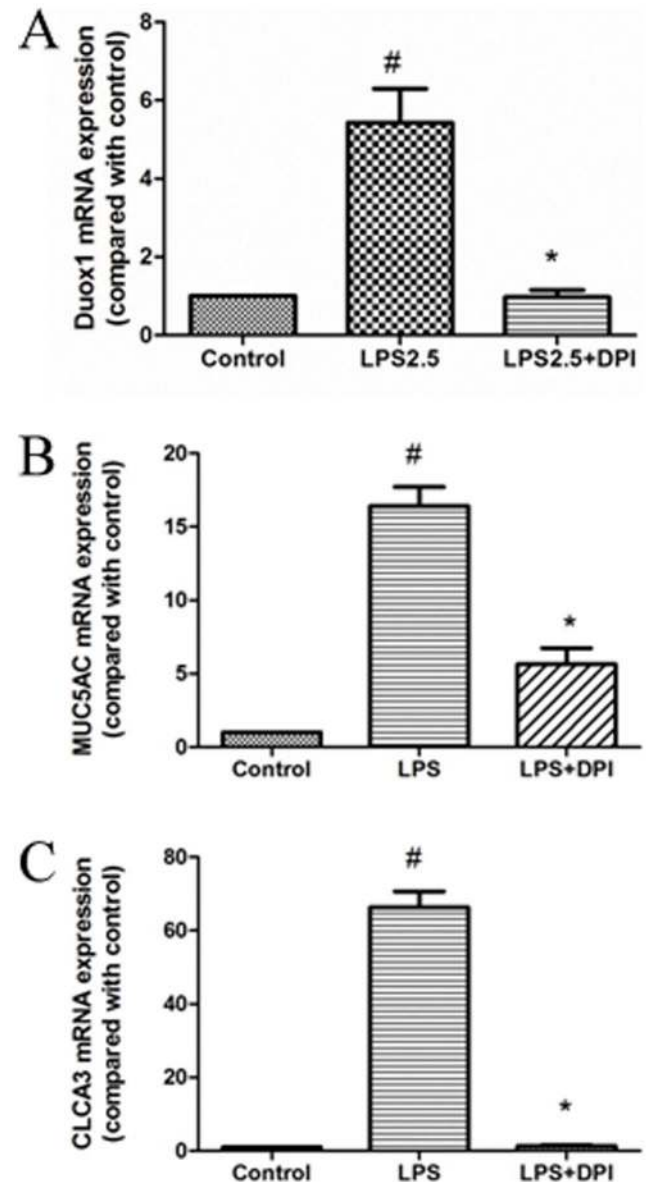 A
Duox1 mRNA expression
(compared with control)
8
6
4
2
0
#
*
Control LPS2.5 LPS2.5+DPI
B
MUC5AC mRNA expression
(compared with control)
20
15
10
5
0
#
*
Control LPS LPS+DPI
C
CLCA3 mRNA expression
(compared with control)
80
60
40
20
0
#
*
Control LPS LPS+DPI